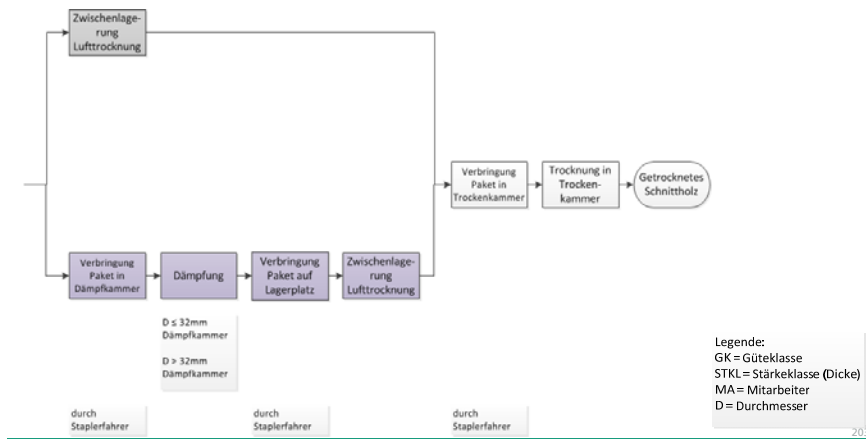 Zwischenlage-
rung
Lufttrocknung
Verbringung
Paket in
Trockenkammer
Trocknung in
Trocken-
kammer
Getrocknetes
Schnittholz
Verbringung
Paket in
Dämpfkammer
Dämpfung
Verbringung
Paket auf
Lagerplatz
Zwischenlage-
rung
Lufttrocknung
D ≤ 32mm
Dämpfkammer
D > 32mm
Dämpfkammer
Legende:
GK = Güteklasse
STKL = Stärkeklasse (Dicke)
MA = Mitarbeiter
D = Durchmesser
durch
Staplerfahrer
durch
Staplerfahrer
durch
Staplerfahrer
20.